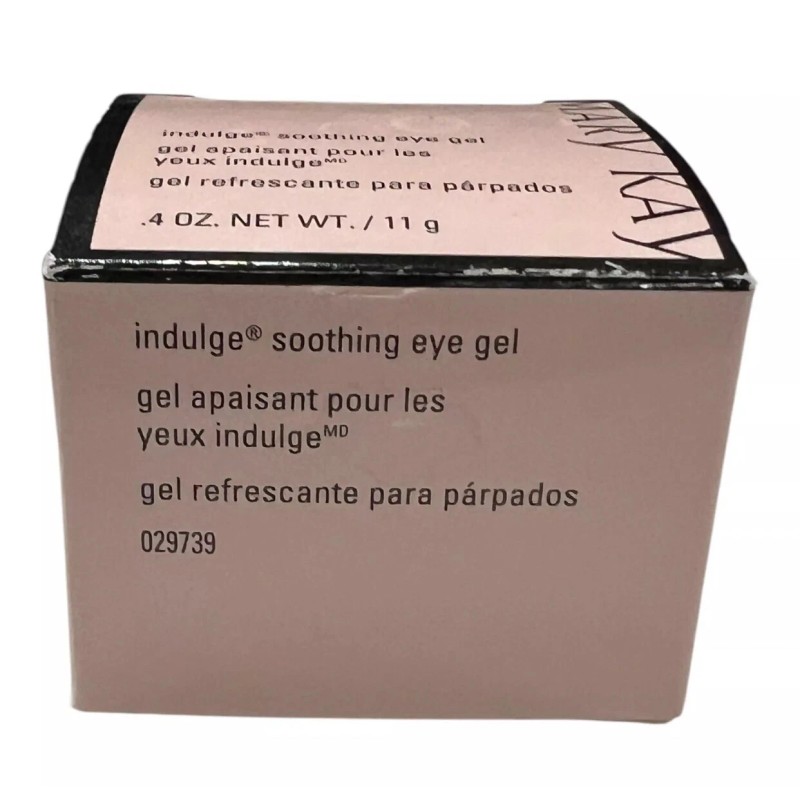 indulge® soothing eye gel
gel apaisant pour les
yeux indulgeᴹᴰ
gel refrescante para párpados
.4 OZ. NET WT. / 11 g
MARY KAY
indulge® soothing eye gel
gel apaisant pour les
yeux indulgeᴹᴰ
gel refrescante para párpados
029739